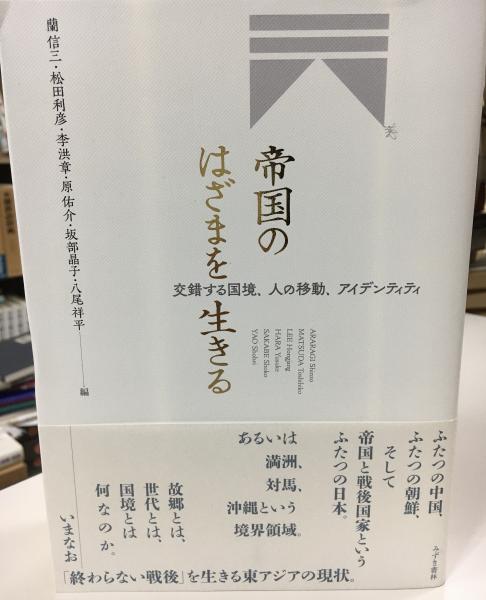 帝国の
はざまを生きる
交錯する国境、人の移動、アイデンティティ
蘭 信三・松田利彦・李 洪章・原 佑介・坂部晶子・八尾祥平――編
ARARAGI Shinzo
MATSUDA Toshihiko
LEE Hongjang
HARA Yusuke
SAKABE Shoko
YAO Shohei
ふたつの中国、
ふたつの朝鮮、
そして
帝国と戦後国家という
ふたつの日本。
あるいは
満洲、
対馬、
沖縄という
境界領域。
故郷とは、
世代とは、
国境とは
何なのか。
いまなお
「終わらない戦後」を生きる東アジアの現状。
みずき書林